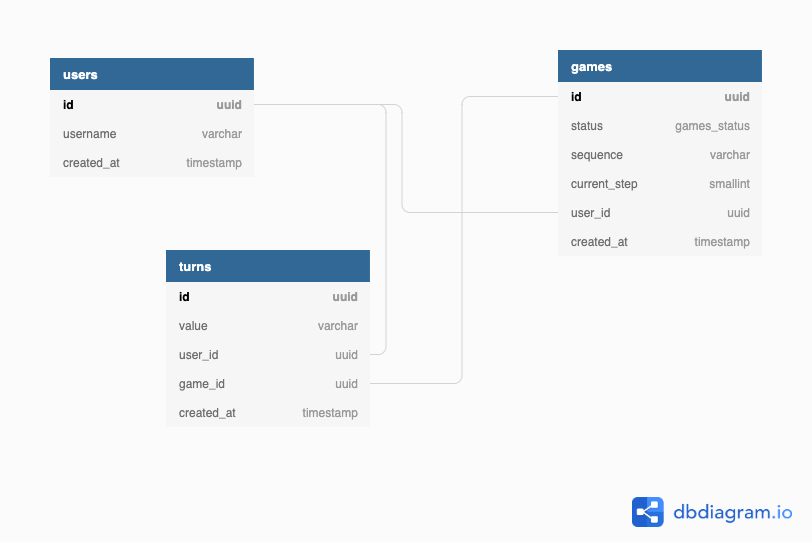 users
id uuid
username varchar
created_at timestamp
games
id uuid
status games_status
sequence varchar
current_step smallint
user_id uuid
created_at timestamp
turns
id uuid
value varchar
user_id uuid
game_id uuid
created_at timestamp
dbdiagram.io